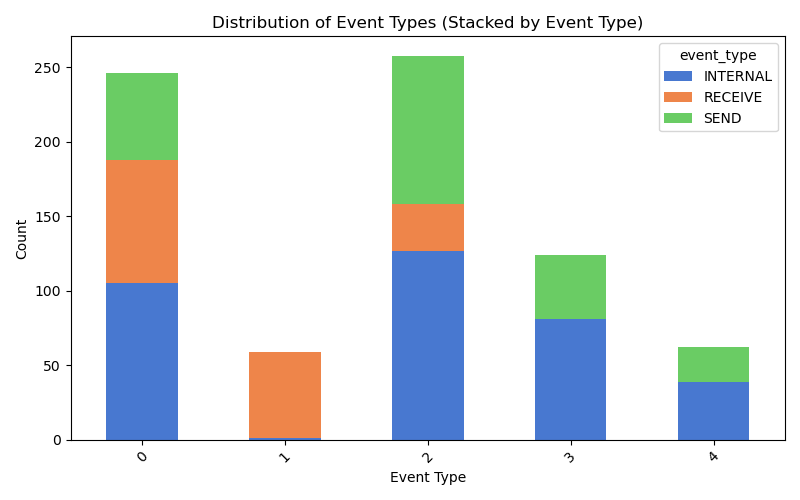 Distribution of Event Types (Stacked by Event Type)
event_type
INTERNAL
RECEIVE
SEND
Count
250
200
150
100
50
0
0 1 2 3 4
Event Type